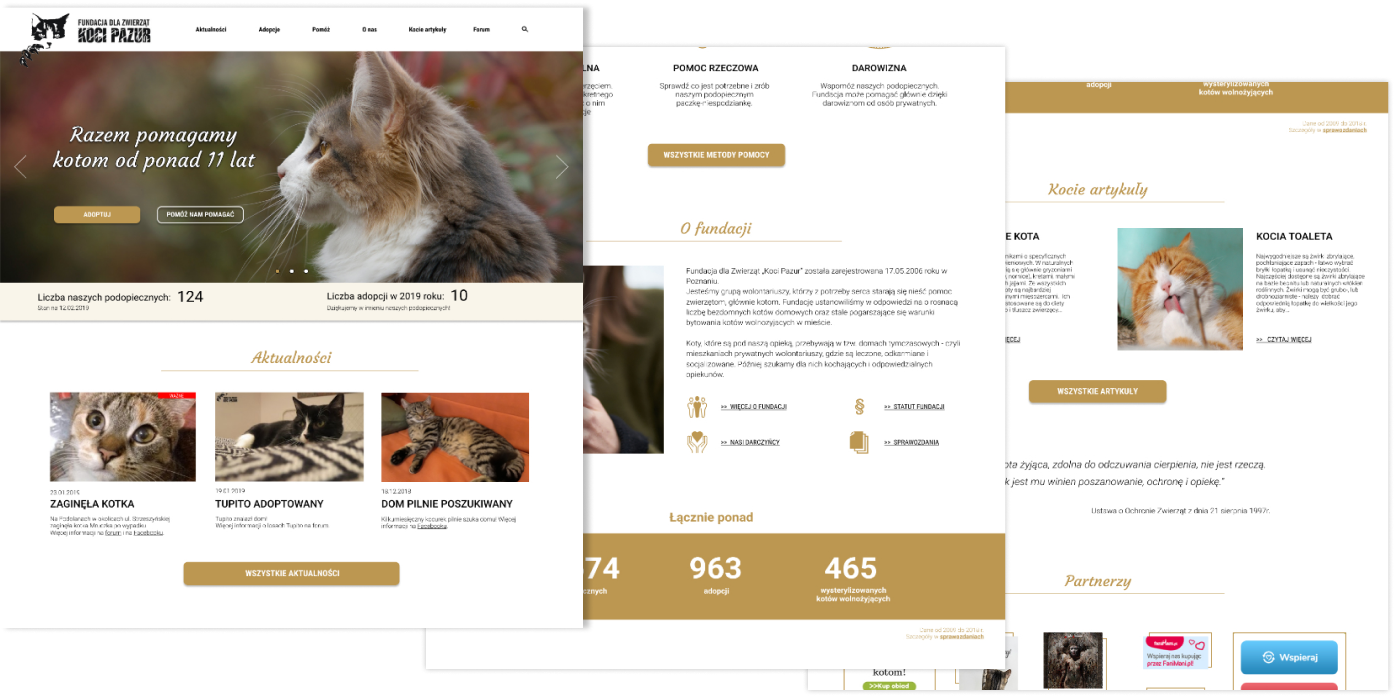 FUNDACJA DLA ZWIERZĄT
KOCI PAZUR
Aktualności
Adopcje
Pomóż
O nas
Kocie artykuły
Forum
Razem pomagamy
kotom od ponad 11 lat
ADOPTUJ
POMÓŻ NAM POMAGAĆ
Liczba naszych podopiecznych: 124
Stan na 12.02.2019
Liczba adopcji w 2019 roku: 10
Dziękujemy w imieniu naszych podopiecznych!
Aktualności
WAŻNE
23.01.2019
ZAGINĘŁA KOTKA
Na Podolanach w okolicach ul. Strzeszyńskiej
zaginęła kotka
po wypadku
Więcej informacji na forum i na Facebooku.
19.01.2019
TUPITO ADOPTOWANY
Tupito znalazł dom!
Więcej informacji o losach Tupito na forum.
18.12.2018
DOM PILNIE POSZUKIWANY
Kilkumiesięczny kocurek pilnie szuka domu! Więcej
informacji na Facebooku.
WSZYSTKIE AKTUALNOŚCI
LNA
POMOC RZECZOWA
Sprawdź co jest potrzebne i zrób
naszym podopiecznym
paczkę-niespodziankę.
DAROWIZNA
Wspomóż naszych podopiecznych.
Fundacja może pomagać głównie dzięki
darowiznom od osób prywatnych.
WSZYSTKIE METODY POMOCY
O fundacji
Fundacja dla Zwierząt „Koci Pazur" została zarejestrowana 17.05.2006 roku w
Poznaniu.
Jesteśmy grupą wolontariuszy, którzy z potrzeby serca starają się nieść pomoc
zwierzętom, głównie kotom. Fundację ustanowiliśmy w odpowiedzi na o rosnącą
liczbę bezdomnych kotów domowych oraz stale pogarszające się warunki
bytowania kotów wolnożyjących w mieście.
Koty, które są pod naszą opieką, przebywają w tzw. domach tymczasowych - czyli
mieszkaniach prywatnych wolontariuszy, gdzie są leczone, odkarmiane i
socjalizowane. Później szukamy dla nich kochających i odpowiedzialnych
opiekunów.
>> WIĘCEJ O FUNDACJI
>> STATUT FUNDACJI
>> NASI DARCZYŃCY
>> SPRAWOZDANIA
Łącznie ponad
74
cznych
963
adopcji
465
wysterylizowanych
kotów wolnożyjących
Dane od 2009 do 2018 r.
Szczegóły w sprawozdaniach
adopcji
wysterylizowanych
kotów wolnożyjących
Dane od 2009 do 2018 r.
Szczegóły w sprawozdaniach
Kocie artykuły
E KOTA
ĘCEJ
KOCIA TOALETA
Najwygodniejsze są żwirki zbrylające,
pochłaniające zapach - łatwo wybrać
bryłki łopatką i usunąć nieczystości.
Najczęściej dostępne są żwirki zbrylające
na bazie bentonitu lub naturalnych włókien
roślinnych. Żwirki mogą być grubo-, lub
drobnoziarniste - należy dobrać
odpowiednią łopatkę do wielkości jego
żwirku, aby...
>> CZYTAJ WIĘCEJ
WSZYSTKIE ARTYKUŁY
ota żyjąca, zdolna do odczuwania cierpienia, nie jest rzeczą.
k jest mu winien poszanowanie, ochronę i opiekę."
Ustawa o Ochronie Zwierząt z dnia 21 sierpnia 1997r.
Partnerzy
kotom!
>>Kup obiad
FaniMani.pl
Wspieraj nas kupując
przez FaniMani.pl!
Wspieraj